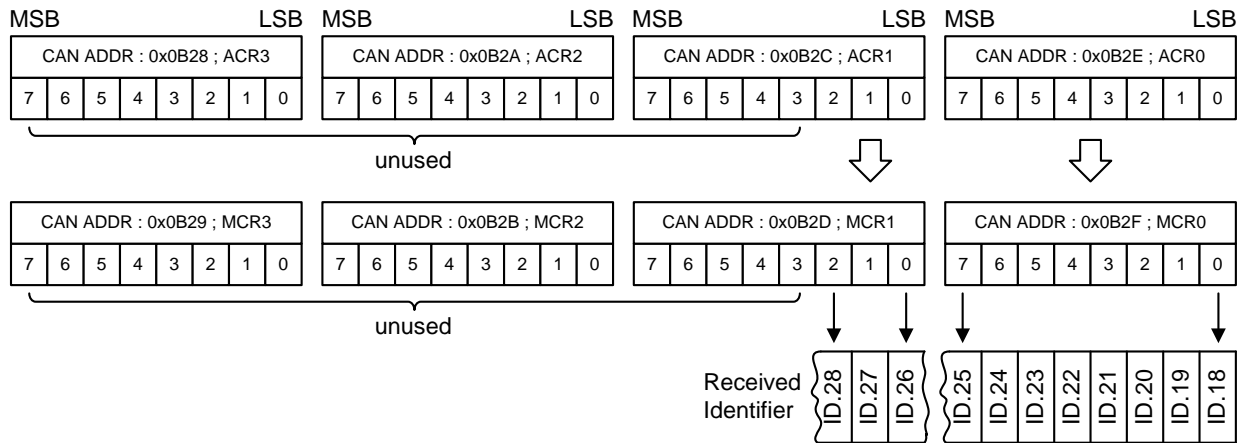 MSB LSB MSB LSB MSB LSB
CAN ADDR : 0x0B28 ; ACR3 CAN ADDR : 0x0B2A ; ACR2 CAN ADDR : 0x0B2C ; ACR1 CAN ADDR : 0x0B2E ; ACR0
7 6 5 4 3 2 1 0 7 6 5 4 3 2 1 0 7 6 5 4 3 2 1 0 7 6 5 4 3 2 1 0
unused
CAN ADDR : 0x0B29 ; MCR3 CAN ADDR : 0x0B2B ; MCR2 CAN ADDR : 0x0B2D ; MCR1 CAN ADDR : 0x0B2F ; MCR0
7 6 5 4 3 2 1 0 7 6 5 4 3 2 1 0 7 6 5 4 3 2 1 0 7 6 5 4 3 2 1 0
unused
Received
Identifier
ID.28 ID.27 ID.26 ID.25 ID.24 ID.23 ID.22 ID.21 ID.20 ID.19 ID.18